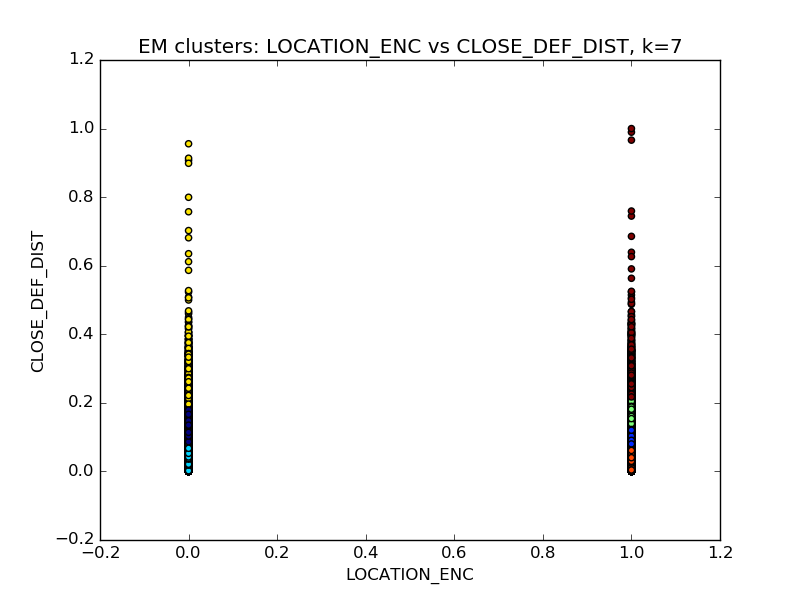 EM clusters: LOCATION_ENC vs CLOSE_DEF_DIST, k=7
1.2
1.0
0.8
0.6
0.4
0.2
0.0
−0.2
CLOSE_DEF_DIST
−0.2 0.0 0.2 0.4 0.6 0.8 1.0 1.2
LOCATION_ENC